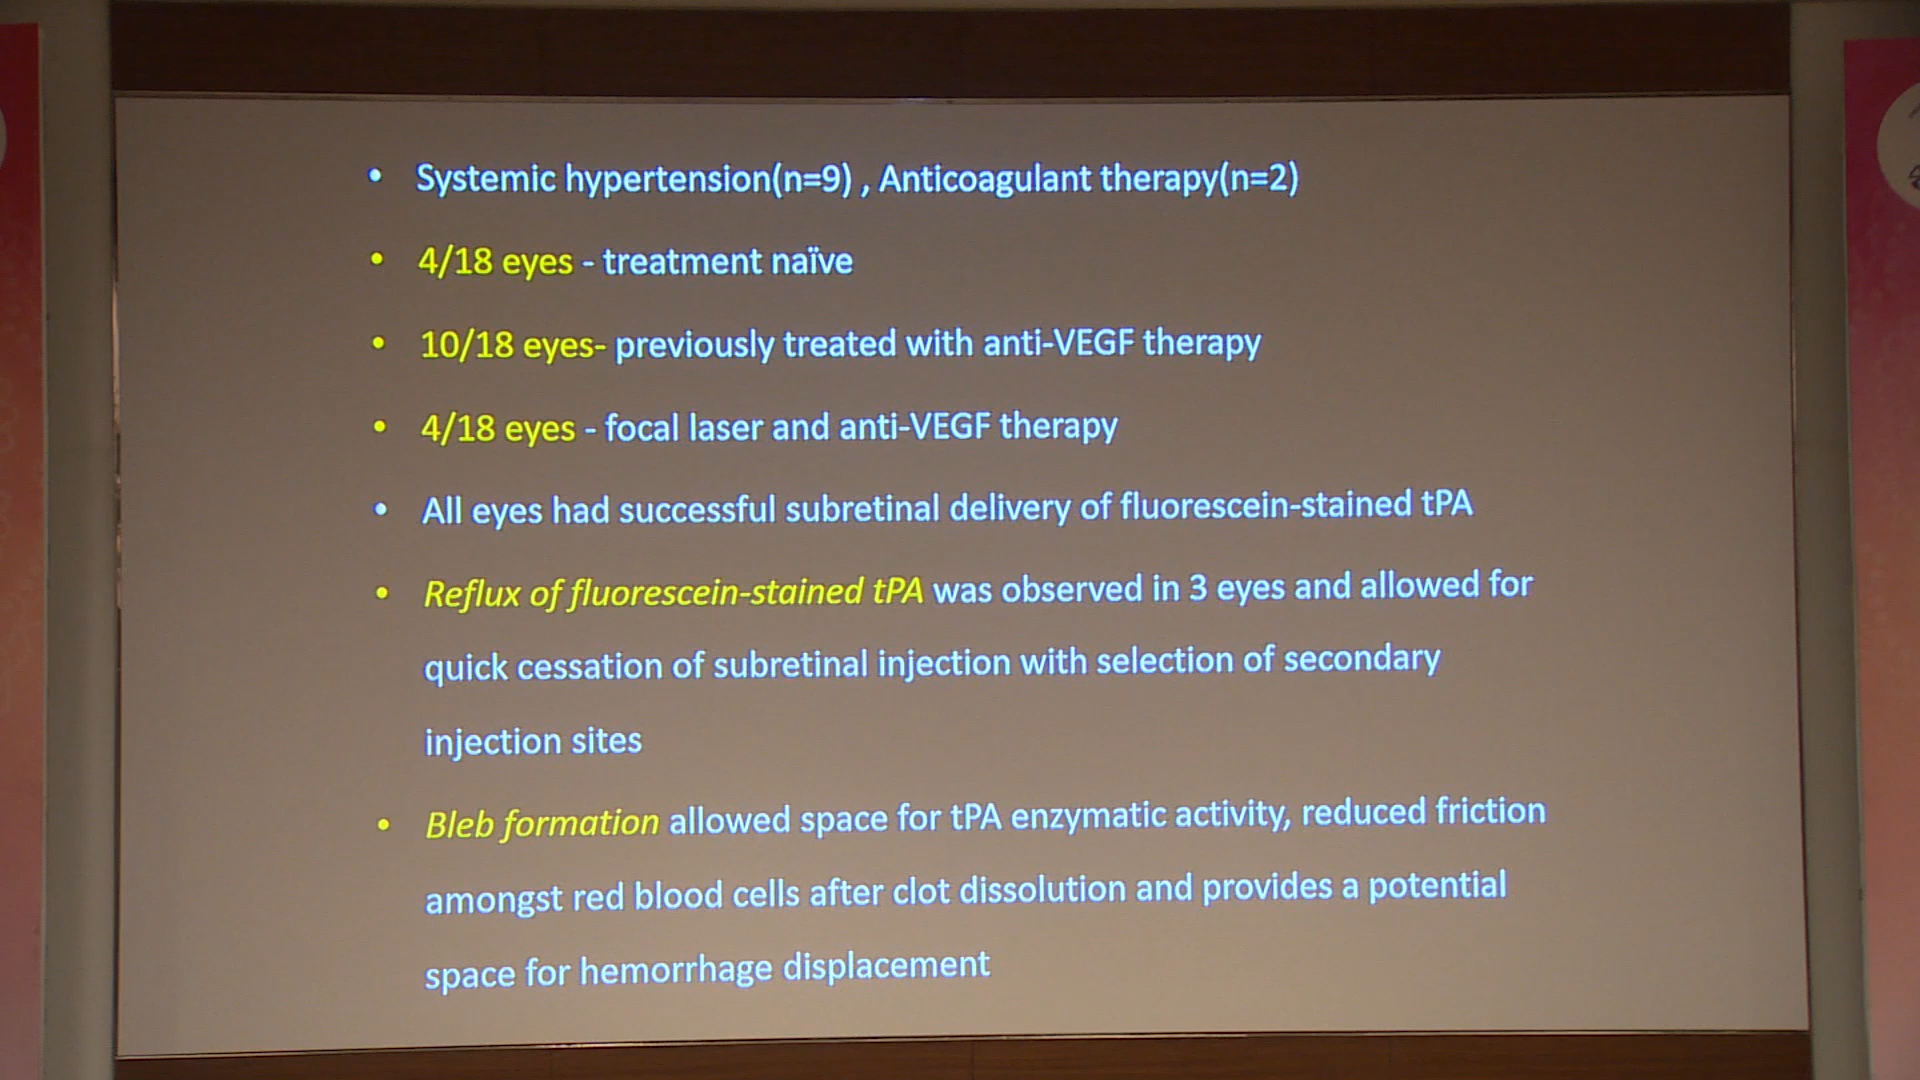 • Systemic hypertension(n=9) , Anticoagulant therapy(n=2)
• 4/18 eyes - treatment naïve
• 10/18 eyes- previously treated with anti-VEGF therapy
• 4/18 eyes - focal laser and anti-VEGF therapy
• All eyes had successful subretinal delivery of fluorescein-stained tPA
• Reflux of fluorescein-stained tPA was observed in 3 eyes and allowed for
quick cessation of subretinal injection with selection of secondary
injection sites
• Bleb formation allowed space for tPA enzymatic activity, reduced friction
amongst red blood cells after clot dissolution and provides a potential
space for hemorrhage displacement